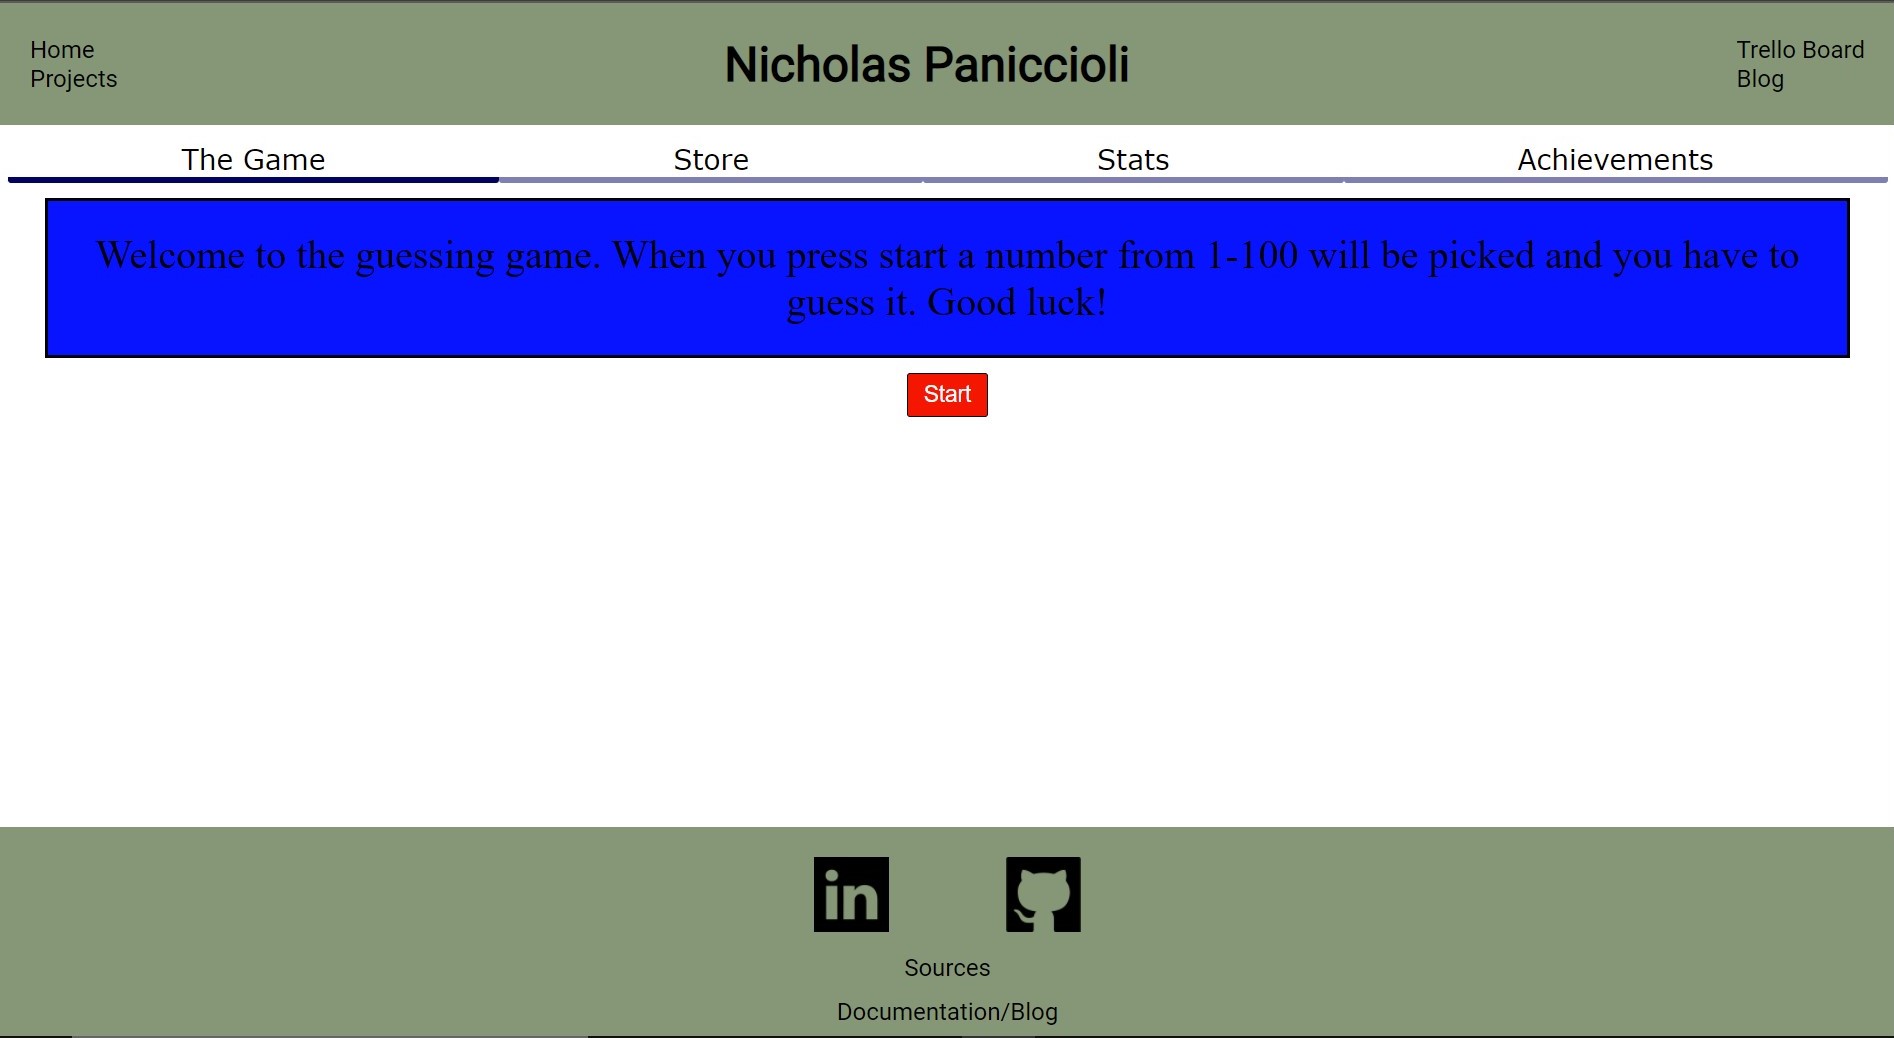 Home
Projects
Nicholas Paniccioli
Trello Board
Blog
The Game
Store
Stats
Achievements
Welcome to the guessing game. When you press start a number from 1-100 will be picked and you have to
guess it. Good luck!
Start
in
Sources
Documentation/Blog